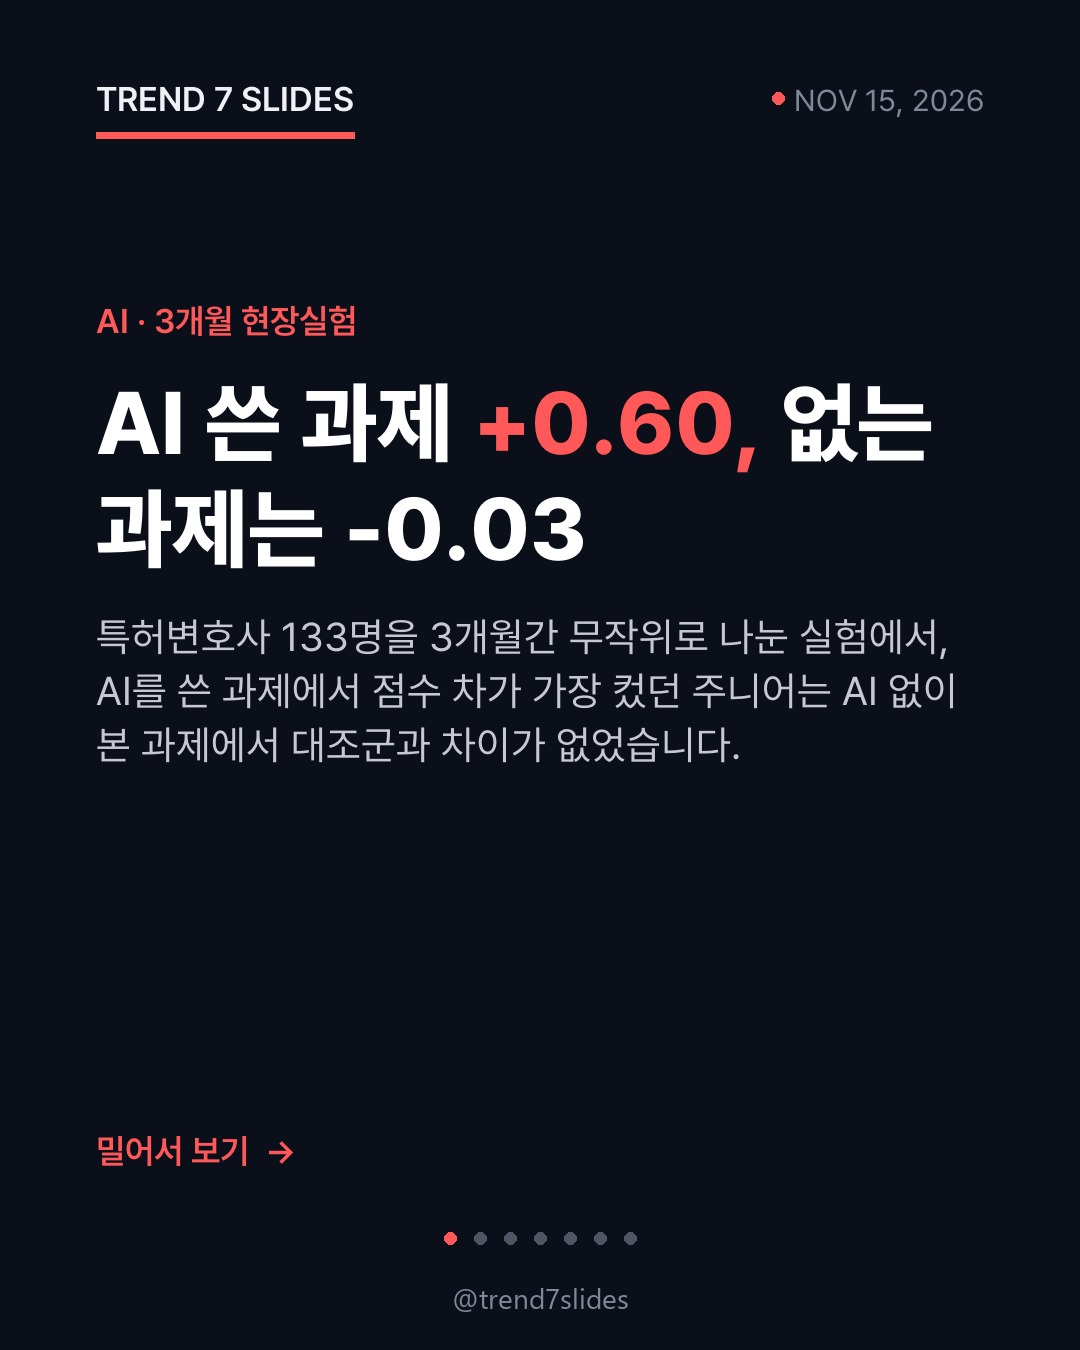 TREND 7 SLIDES
NOV 15, 2026
AI · 3개월 현장실험
AI 쓴 과제 +0.60, 없는
과제는 -0.03
특허변호사 133명을 3개월간 무작위로 나눈 실험에서,
AI를 쓴 과제에서 점수 차가 가장 컸던 주니어는 AI 없이
본 과제에서 대조군과 차이가 없었습니다.
밀어서 보기 →
@trend7slides